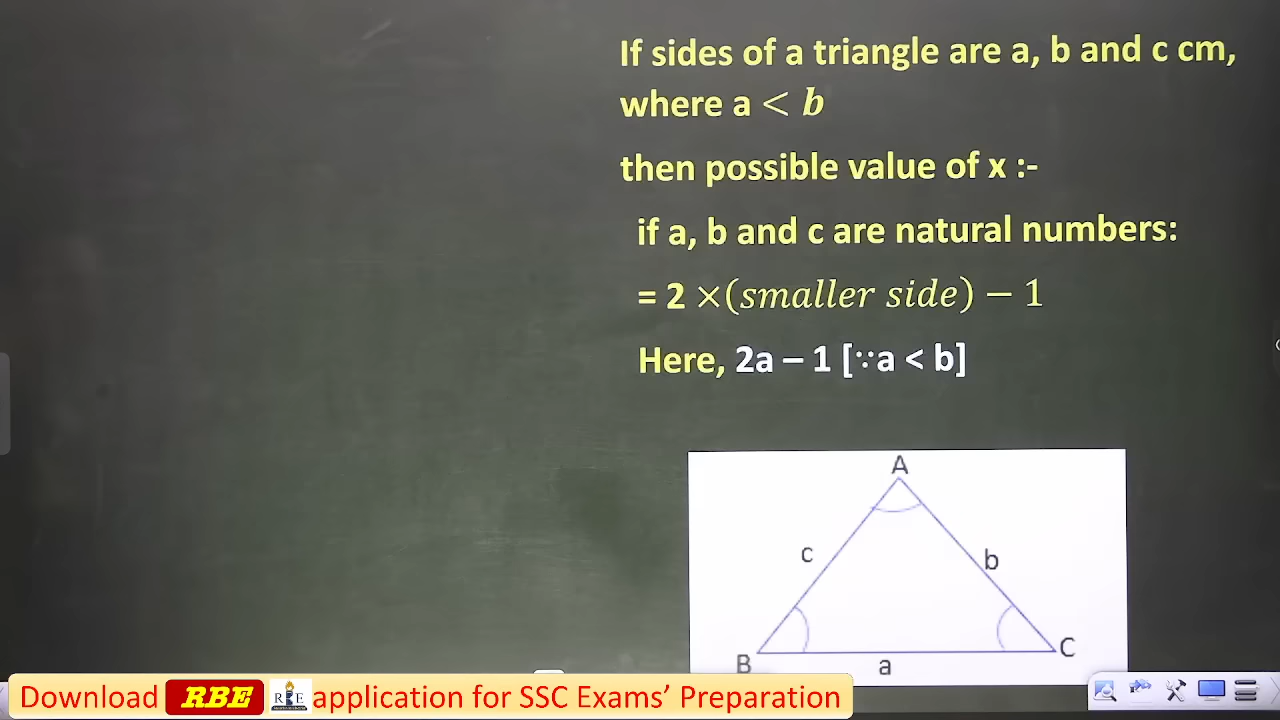 If sides of a triangle are a, b and c cm,
where a < b
then possible value of x :-
if a, b and c are natural numbers:
= 2 ×(smaller side) − 1
Here, 2a – 1 [∵a < b]
A
c
b
B
a
C
Download RBE RBE application for SSC Exams’ Preparation